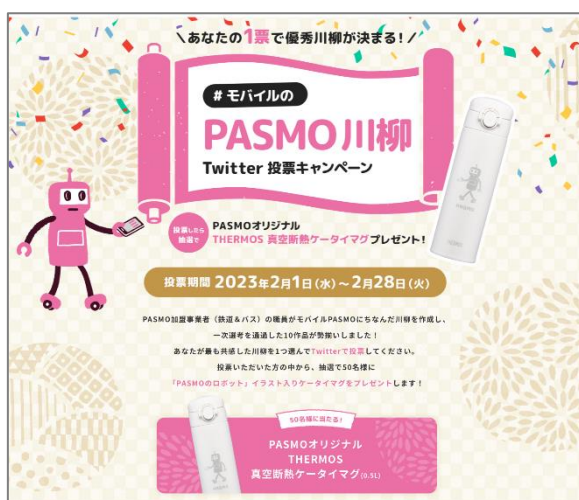 あなたの1票で優秀川柳が決まる!
#モバイルの
PASMO川柳
Twitter 投票キャンペーン
投票したら
抽選で
PASMOオリジナル
THERMOS 真空断熱ケータイマグプレゼント!
投票期間 2023年2月1日(水)~2月28日(火)
PASMO加盟事業者(鉄道&バス)の職員がモバイルPASMOにちなんだ川柳を作成し、
一次選考を通過した10作品が勢揃いしました!
あなたが最も共感した川柳を1つ選んでTwitterで投票してください。
投票いただいた方の中から、抽選で50名様に
「PASMOのロボット」イラスト入りケータイマグをプレゼントします!
50名様に当たる!
PASMOオリジナル
THERMOS
真空断熱ケータイマグ(0.5L)